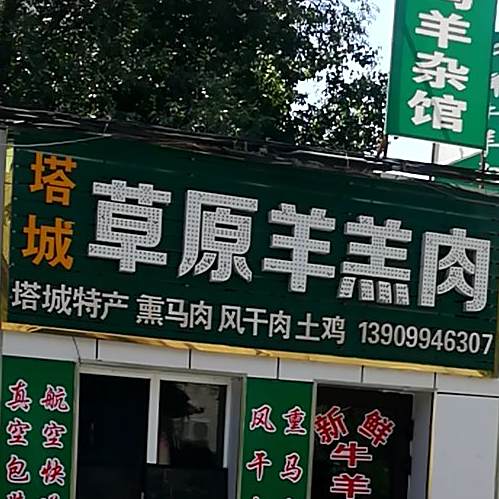 羊杂馆
塔城
草原羊羔肉
塔城特产 熏马肉 风干肉 土鸡 13909946307
航空快
真空包
风干
重马
新鲜
牛羊